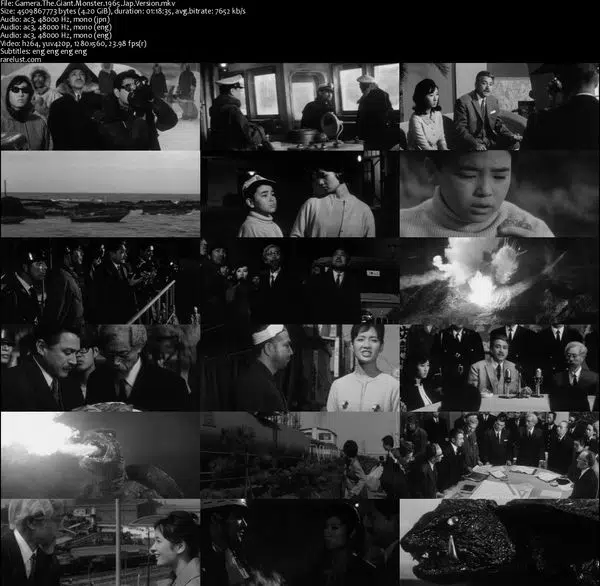 File: Gamera.The.Giant.Monster.1965.Jap.Version.mkv
Size: 4509867773 bytes (4.20 GiB), duration: 01:18:35, avg.bitrate: 7652 kb/s
Audio: ac3, 48000 Hz, mono (jpn)
Audio: ac3, 48000 Hz, mono (eng)
Audio: ac3, 48000 Hz, mono (eng)
Video: h264, yuv420p, 1280x560, 23.98 fps(r)
Subtitles: eng eng eng eng
rarelust.com